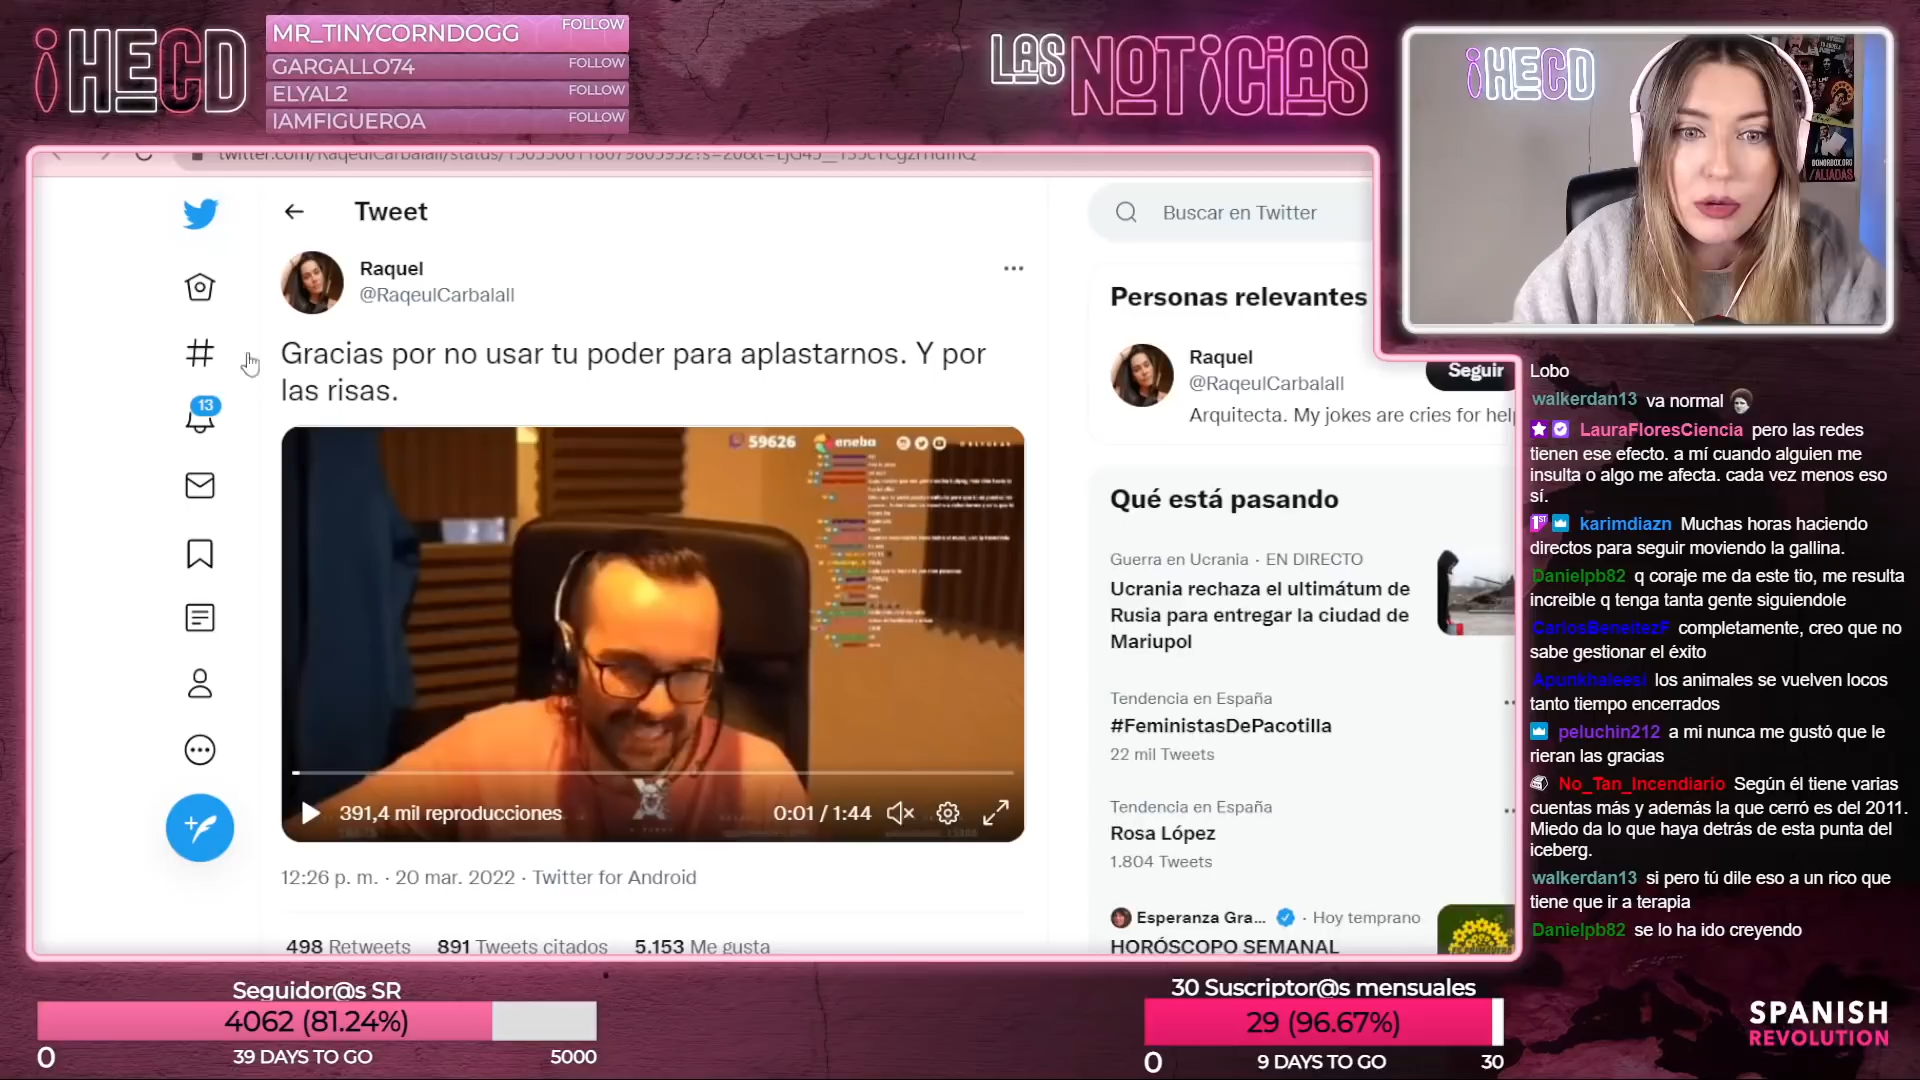 ¡HECD
MR_TINYCORNDOGG FOLLOW
GARGALLO74 FOLLOW
ELYAL2 FOLLOW
IAMFIGUEROA FOLLOW
LAS NOTICIAS
¡HECD
DONORBOX.ORG
/ALIADAS
Tweet
Raquel
@RaqeulCarbalall
Gracias por no usar tu poder para aplastarnos. Y por
las risas.
59626 eneba
391,4 mil reproducciones 0:01 / 1:44
12:26 p. m. · 20 mar. 2022 · Twitter for Android
498 Retweets 891 Tweets citados 5.153 Me gusta
13
Buscar en Twitter
Personas relevantes
Raquel
@RaqeulCarbalall
Seguir
Arquitecta. My jokes are cries for help
Qué está pasando
Guerra en Ucrania · EN DIRECTO
Ucrania rechaza el ultimátum de
Rusia para entregar la ciudad de
Mariupol
Tendencia en España
#FeministasDePacotilla
22 mil Tweets
Tendencia en España
Rosa López
1.804 Tweets
Esperanza Gra... · Hoy temprano
HORÓSCOPO SEMANAL
Lobo
walkerdan13 va normal
LauraFloresCiencia pero las redes
tienen ese efecto. a mí cuando alguien me
insulta o algo me afecta. cada vez menos eso
sí.
1ST karimdiazn Muchas horas haciendo
directos para seguir moviendo la gallina.
Danielpb82 q coraje me da este tio, me resulta
increible q tenga tanta gente siguiendole
CarlosBeneitezF completamente, creo que no
sabe gestionar el éxito
Apunkhaleesi los animales se vuelven locos
tanto tiempo encerrados
peluchin212 a mi nunca me gustó que le
rieran las gracias
No_Tan_Incendiario Según él tiene varias
cuentas más y además la que cerró es del 2011.
Miedo da lo que haya detrás de esta punta del
iceberg.
walkerdan13 si pero tú dile eso a un rico que
tiene que ir a terapia
Danielpb82 se lo ha ido creyendo
Seguidor@s SR
4062 (81.24%)
0 39 DAYS TO GO 5000
30 Suscriptor@s mensuales
29 (96.67%)
0 9 DAYS TO GO 30
SPANISH
REVOLUTION